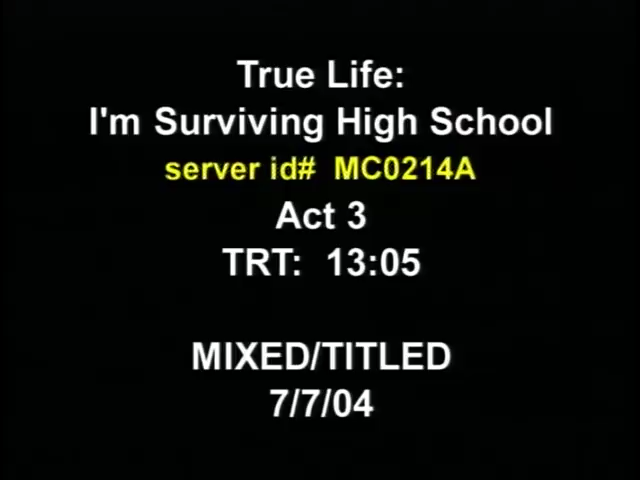 True Life:
I'm Surviving High School
server id#  MC0214A
Act 3
TRT:  13:05
MIXED/TITLED
7/7/04